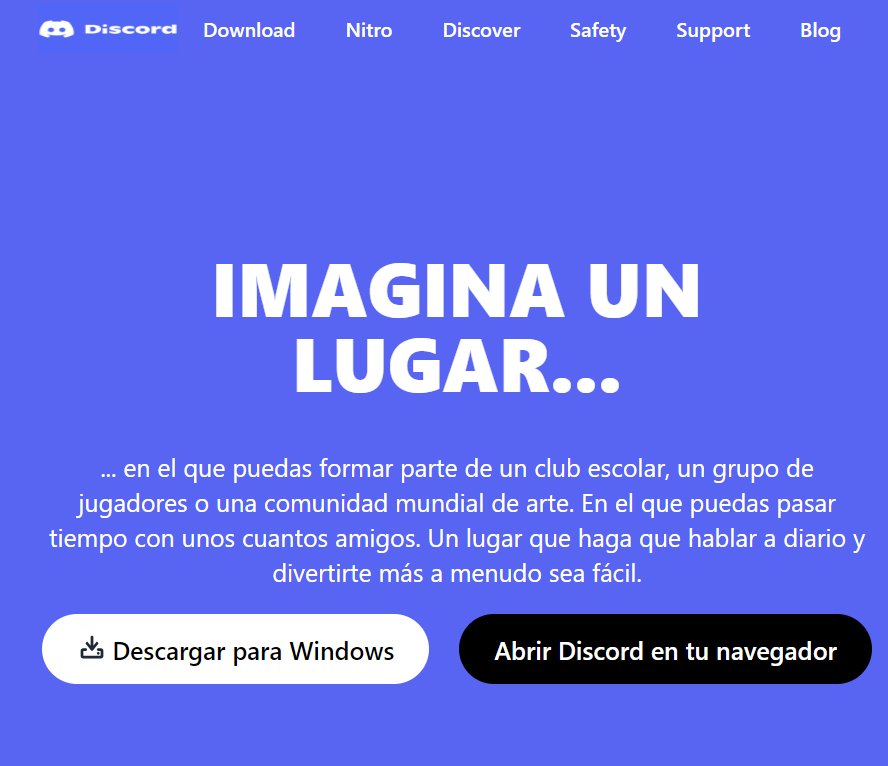 Discord Download Nitro Discover Safety Support Blog
IMAGINA UN
LUGAR...
... en el que puedas formar parte de un club escolar, un grupo de
jugadores o una comunidad mundial de arte. En el que puedas pasar
tiempo con unos cuantos amigos. Un lugar que haga que hablar a diario y
divertirte más a menudo sea fácil.
Descargar para Windows Abrir Discord en tu navegador